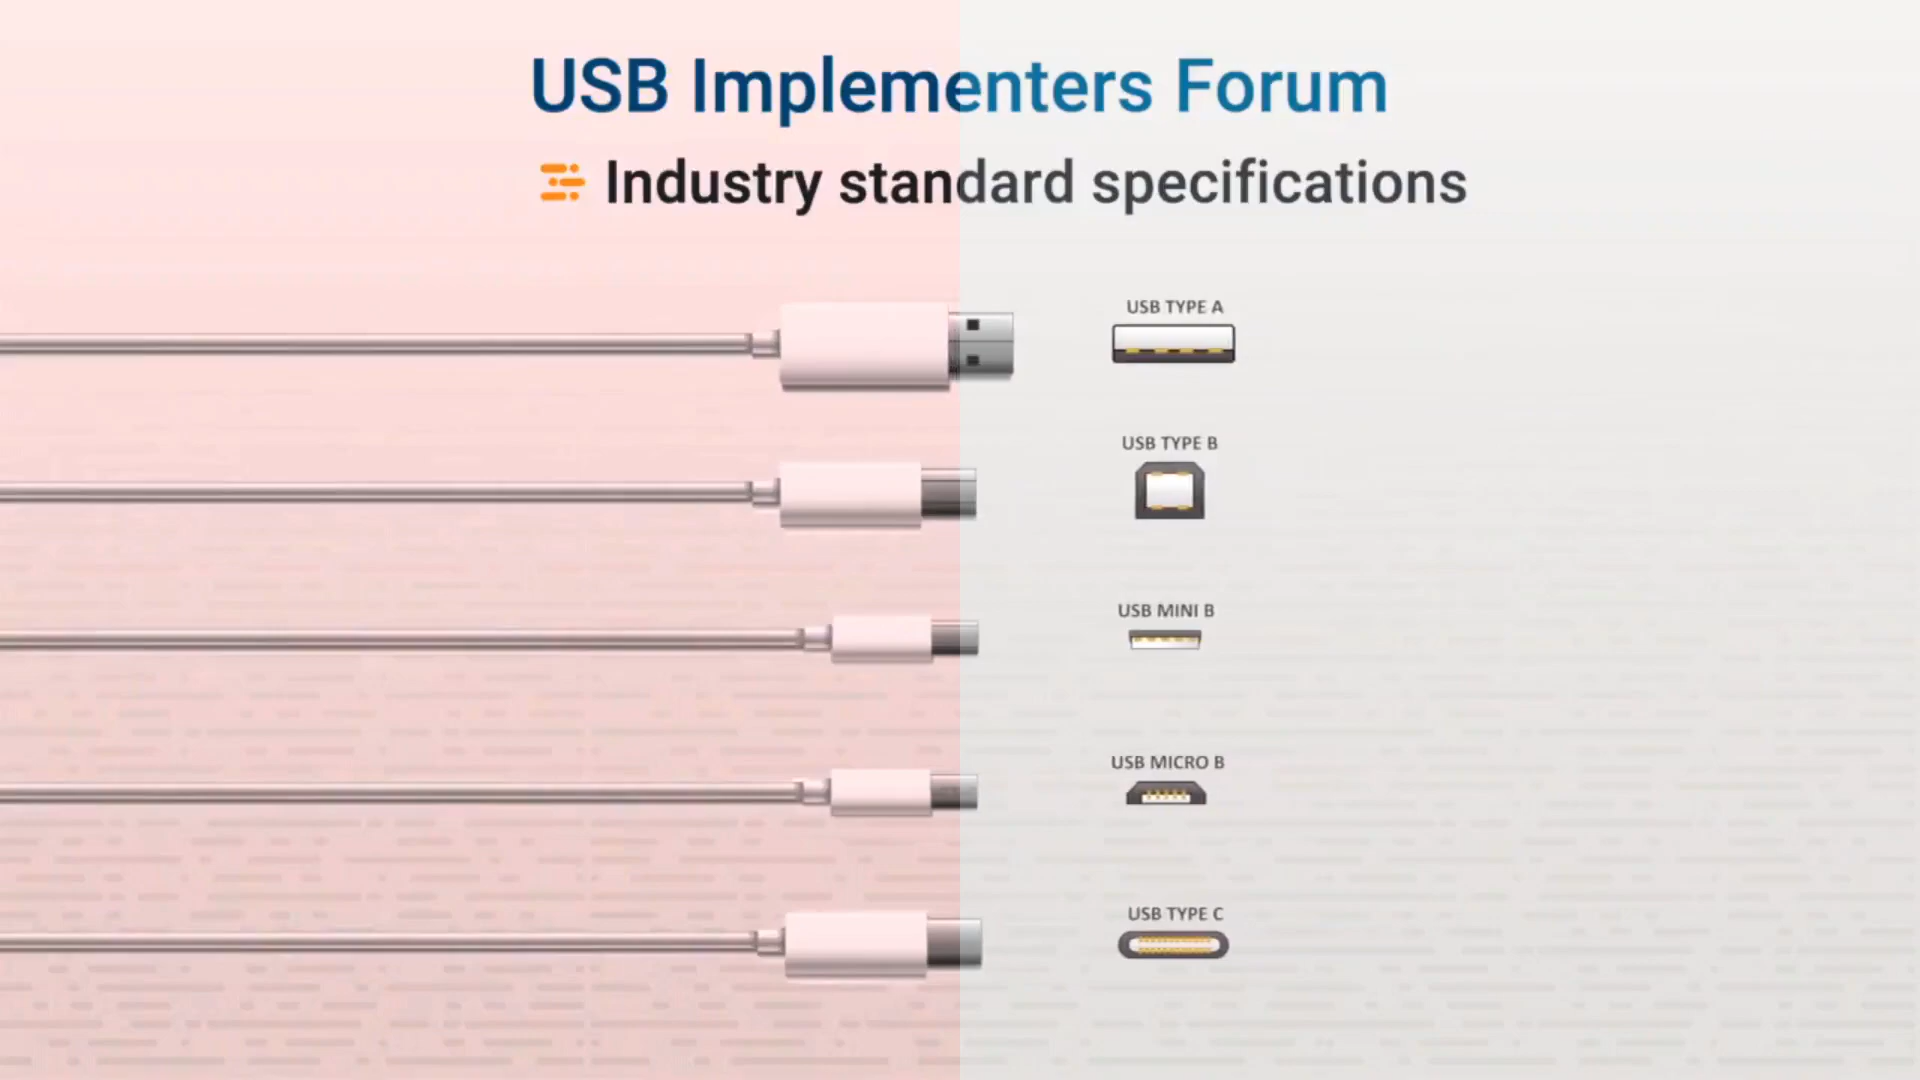 USB Implementers Forum
Industry standard specifications
USB TYPE A
USB TYPE B
USB MINI B
USB MICRO B
USB TYPE C